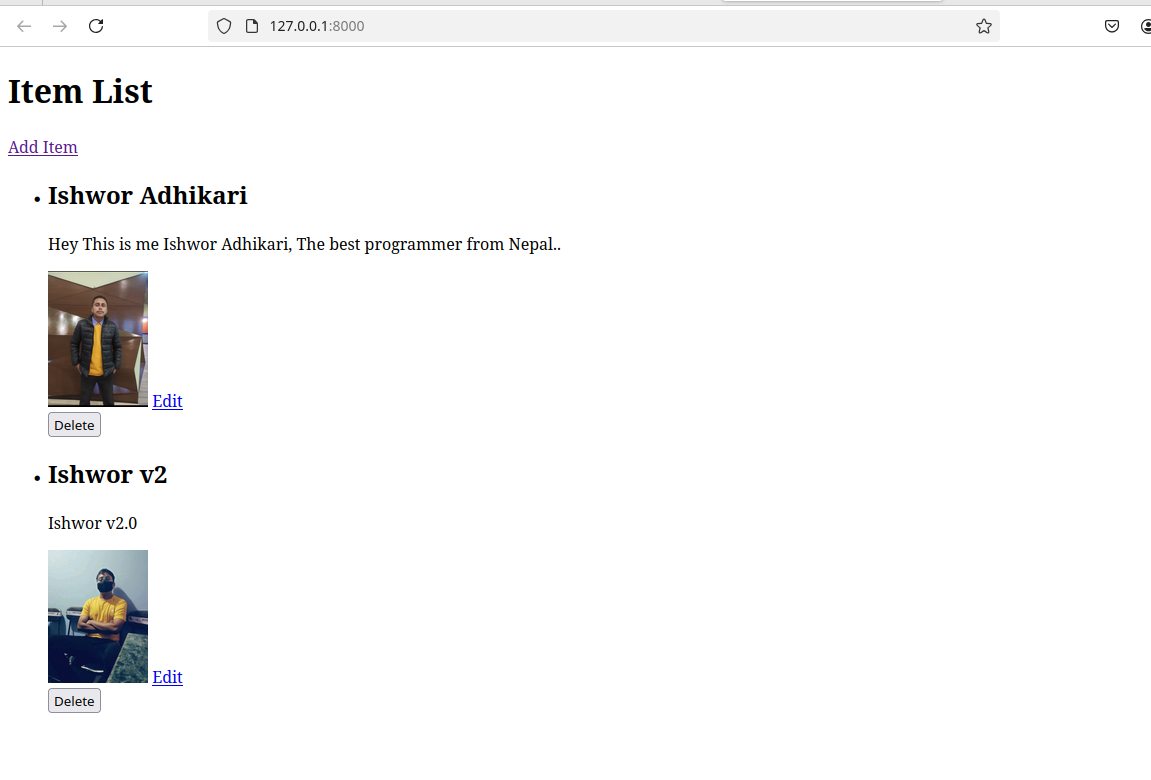 127.0.0.1:8000
Item List
Add Item
Ishwor Adhikari
Hey This is me Ishwor Adhikari, The best programmer from Nepal..
Edit
Delete
Ishwor v2
Ishwor v2.0
Edit
Delete